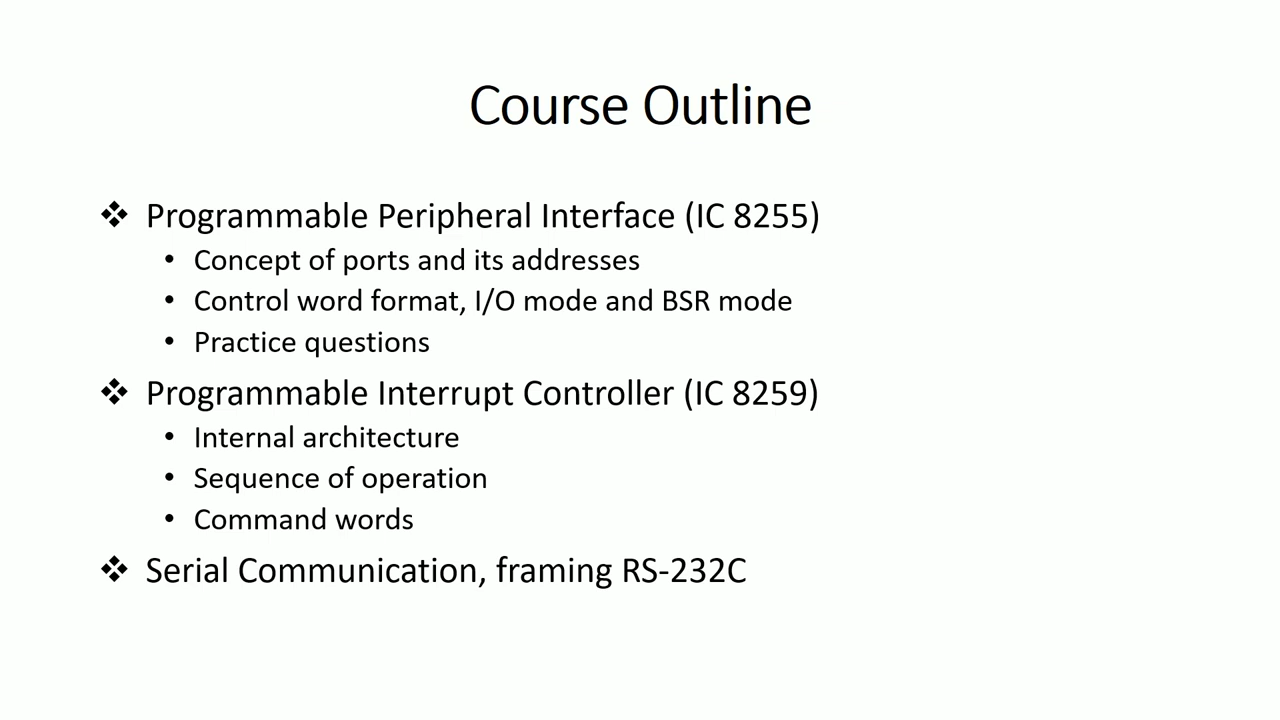 Course Outline
❖ Programmable Peripheral Interface (IC 8255)
• Concept of ports and its addresses
• Control word format, I/O mode and BSR mode
• Practice questions
❖ Programmable Interrupt Controller (IC 8259)
• Internal architecture
• Sequence of operation
• Command words
❖ Serial Communication, framing RS-232C